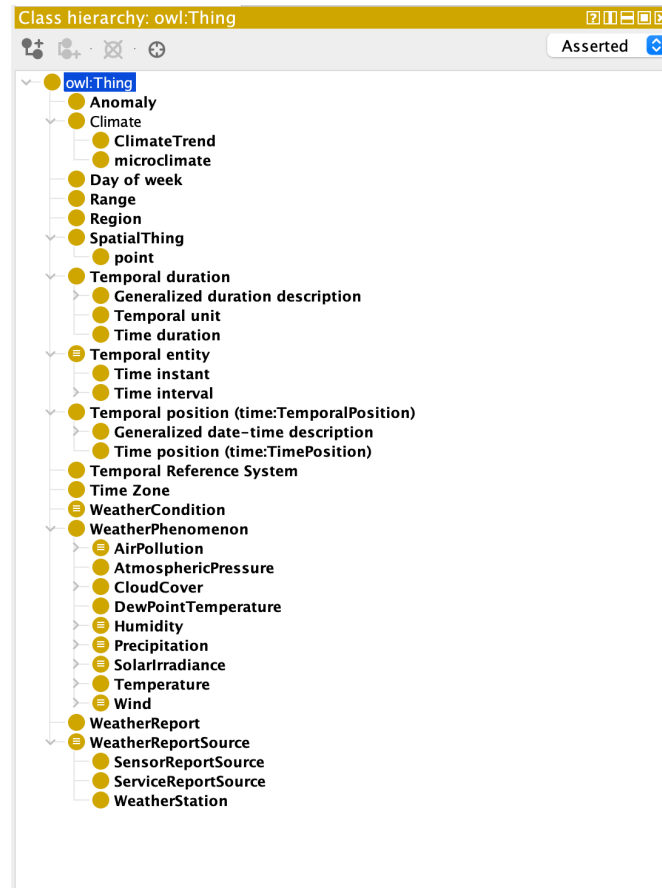 Class hierarchy: owl:Thing
Asserted
owl:Thing
Anomaly
Climate
ClimateTrend
microclimate
Day of week
Range
Region
SpatialThing
point
Temporal duration
Generalized duration description
Temporal unit
Time duration
Temporal entity
Time instant
Time interval
Temporal position (time:TemporalPosition)
Generalized date-time description
Time position (time:TimePosition)
Temporal Reference System
Time Zone
WeatherCondition
WeatherPhenomenon
AirPollution
AtmosphericPressure
CloudCover
DewPointTemperature
Humidity
Precipitation
SolarIrradiance
Temperature
Wind
WeatherReport
WeatherReportSource
SensorReportSource
ServiceReportSource
WeatherStation